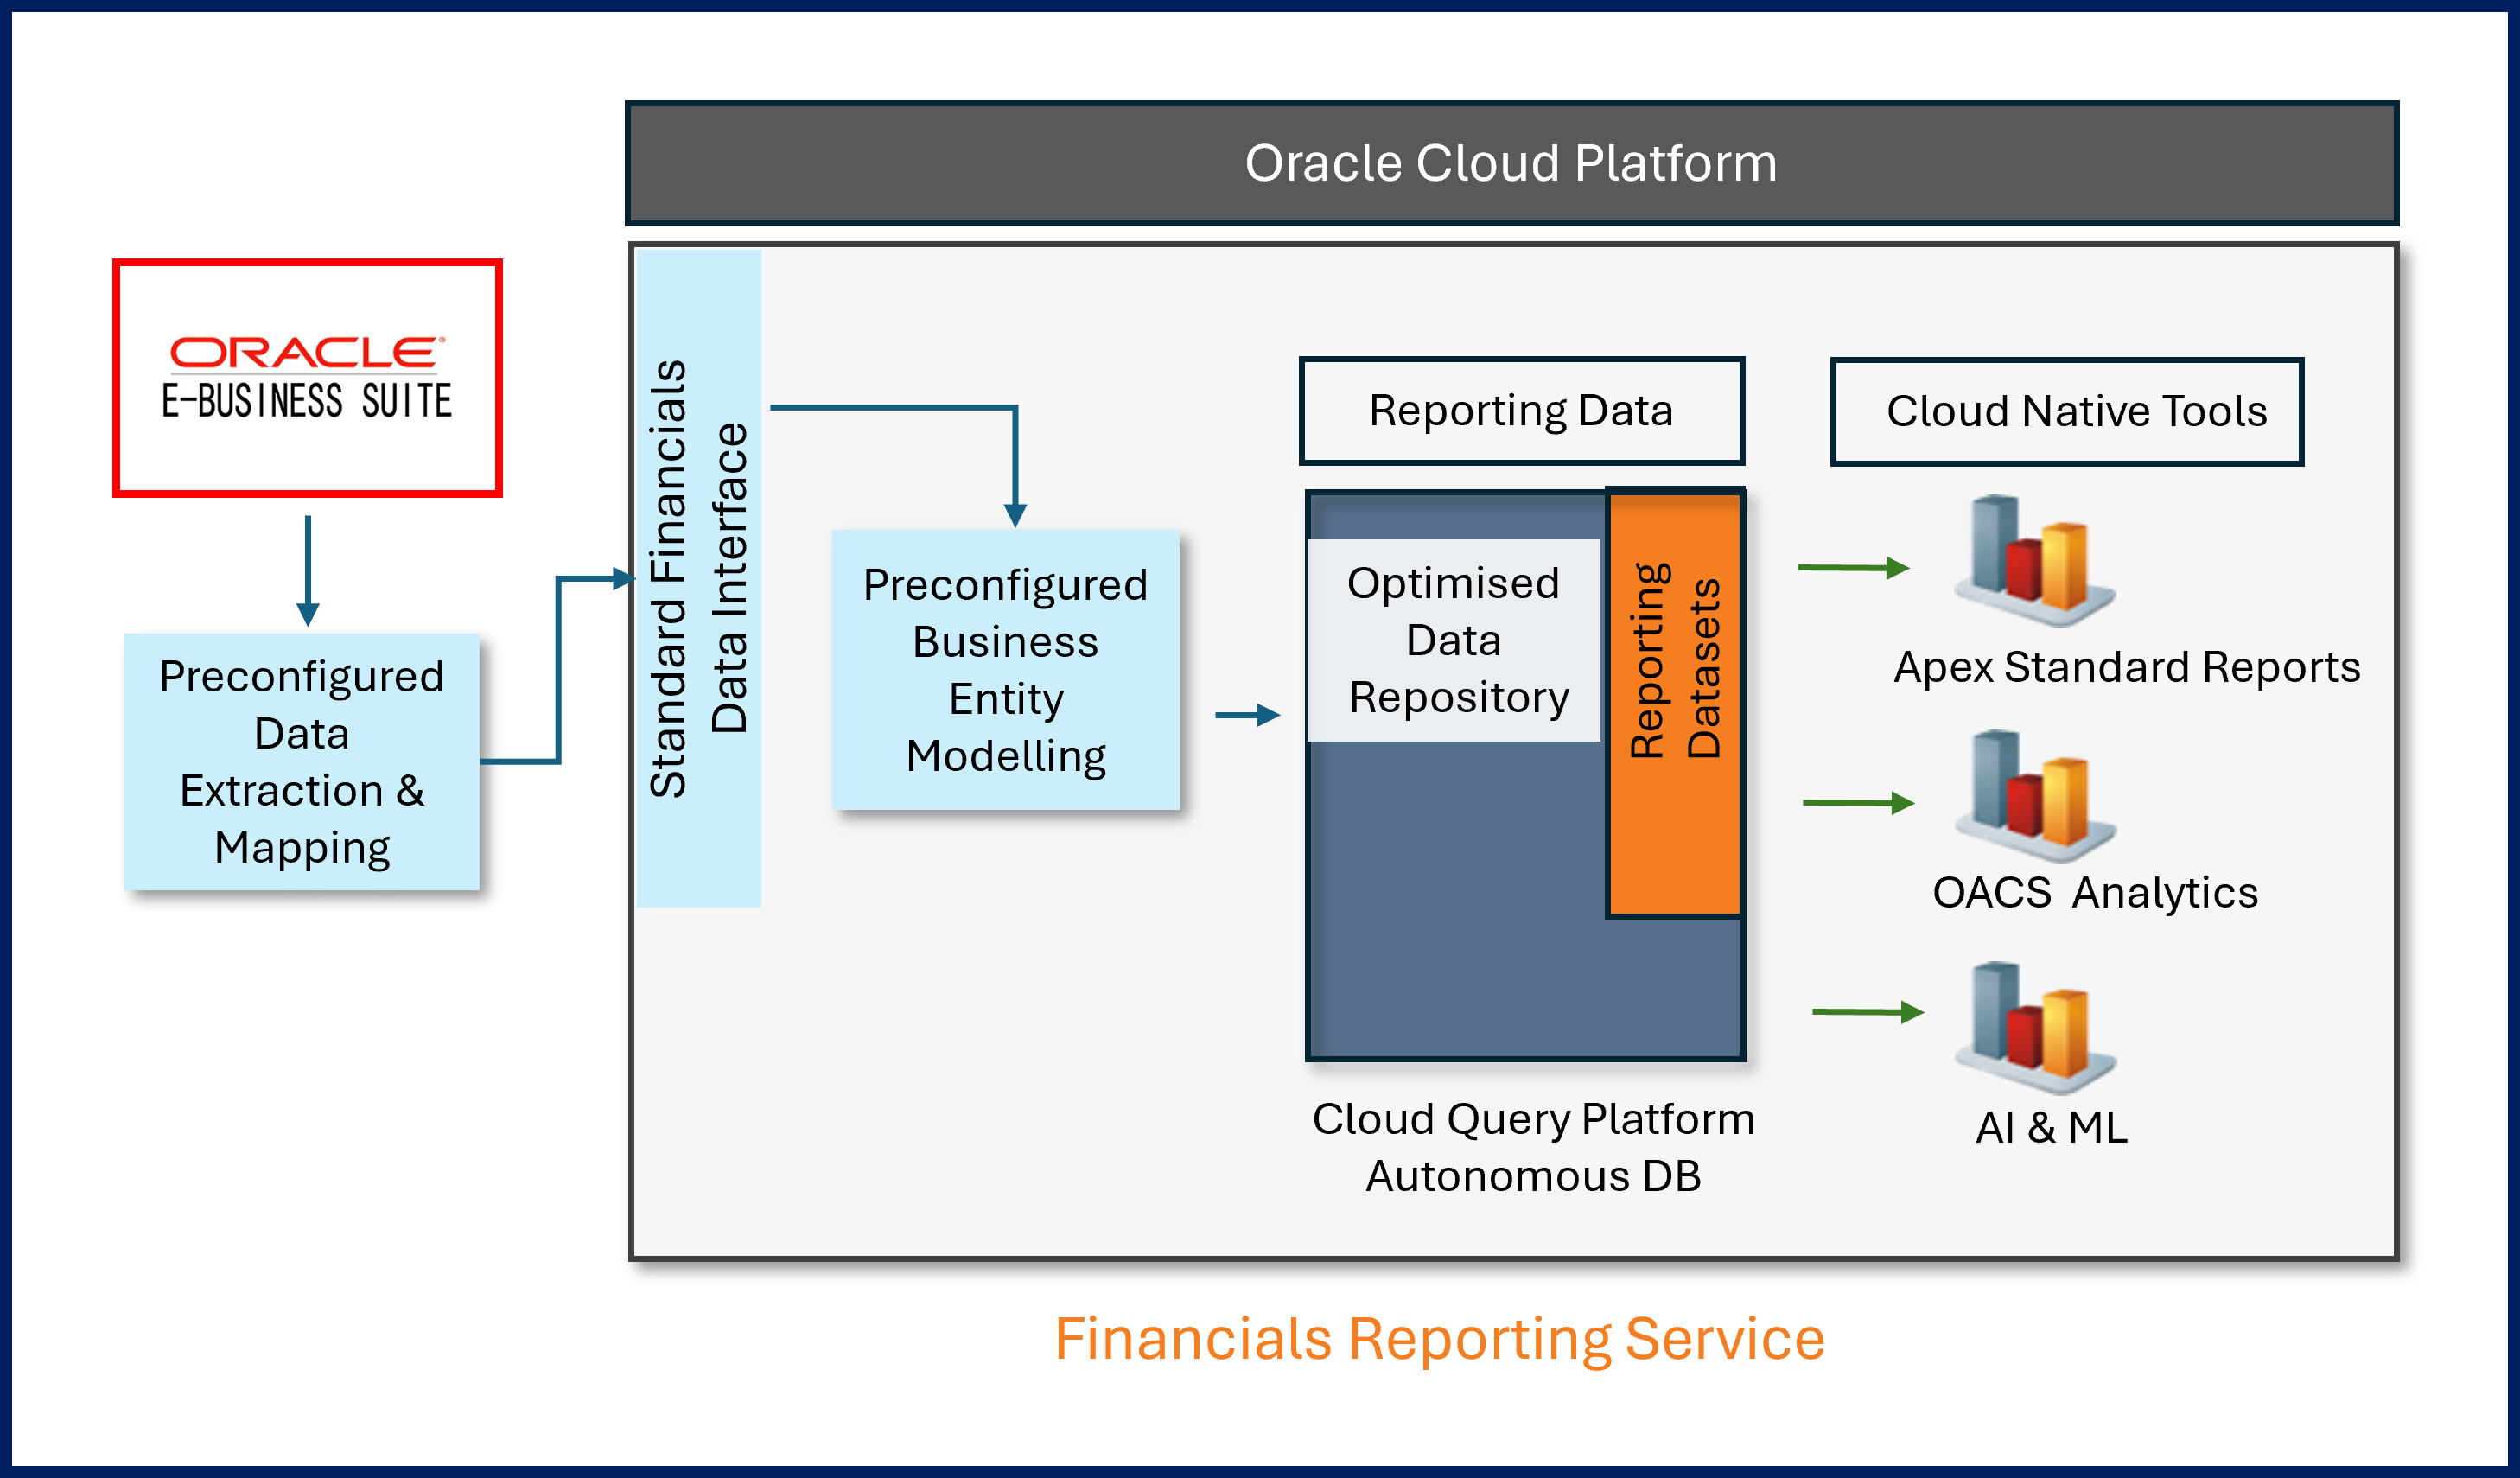 Oracle Cloud Platform
ORACLE®
E-BUSINESS SUITE
Preconfigured
Data
Extraction &
Mapping
Standard Financials
Data Interface
Preconfigured
Business
Entity
Modelling
Reporting Data
Optimised
Data
Repository
Reporting
Datasets
Cloud Query Platform
Autonomous DB
Cloud Native Tools
Apex Standard Reports
OACS Analytics
AI & ML
Financials Reporting Service